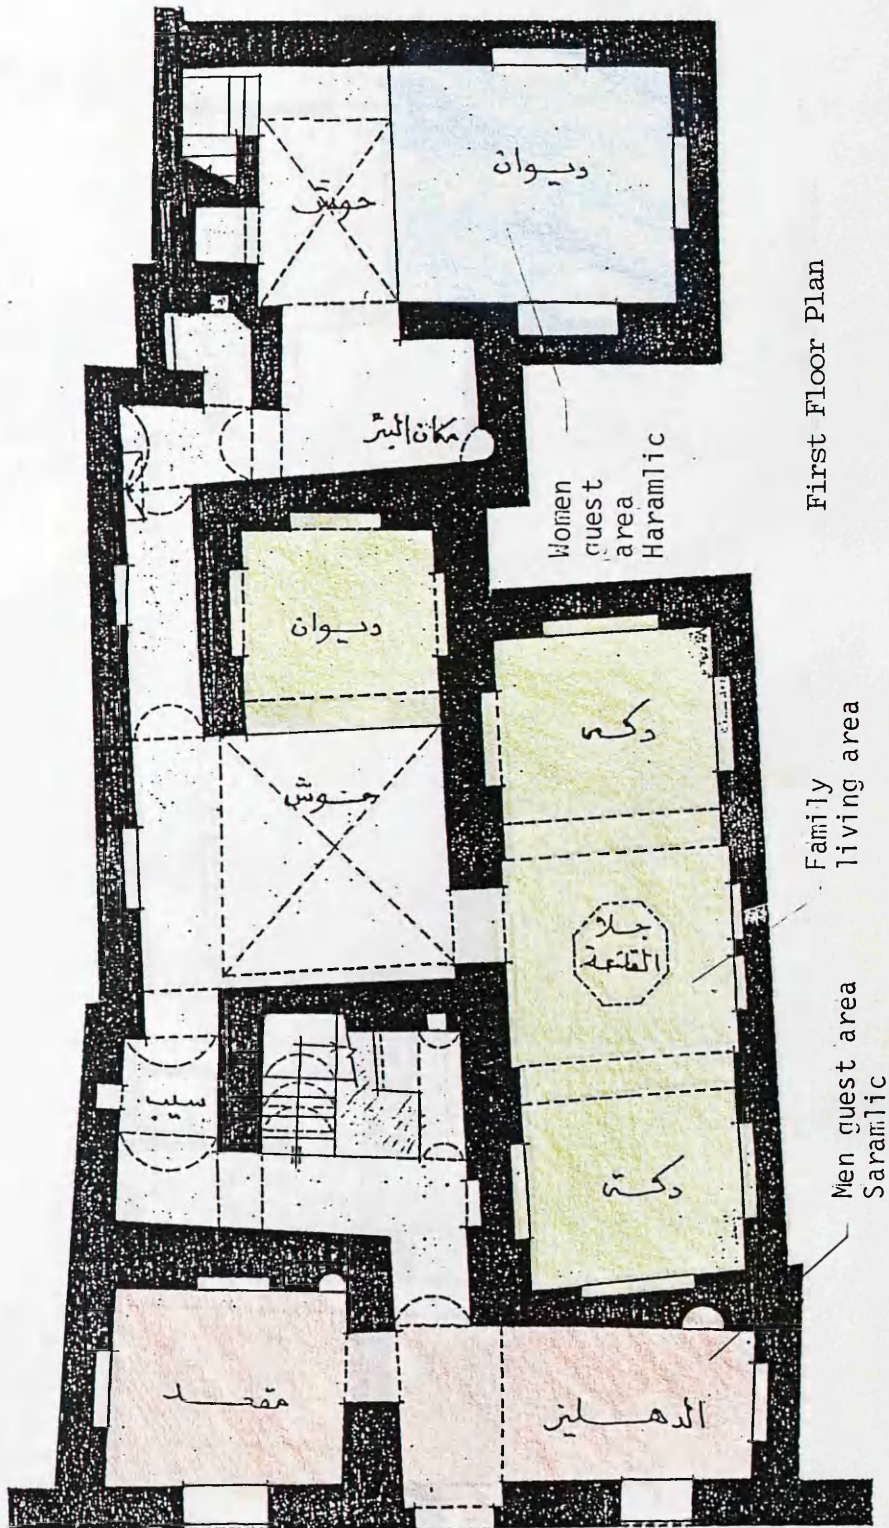 حوش
ديوان
مكان البئر
ديوان
حوش
دكة
جلا
القاعة
سيب
دكة
مقعد
الدهليز
Women
guest
area
Haramlic
First Floor Plan
Family
living area
Men guest area
Saramlic